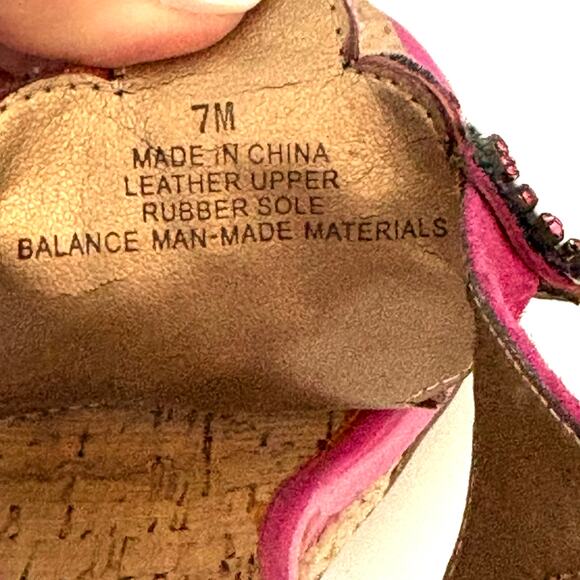 7M
MADE IN CHINA
LEATHER UPPER
RUBBER SOLE
BALANCE MAN-MADE MATERIALS